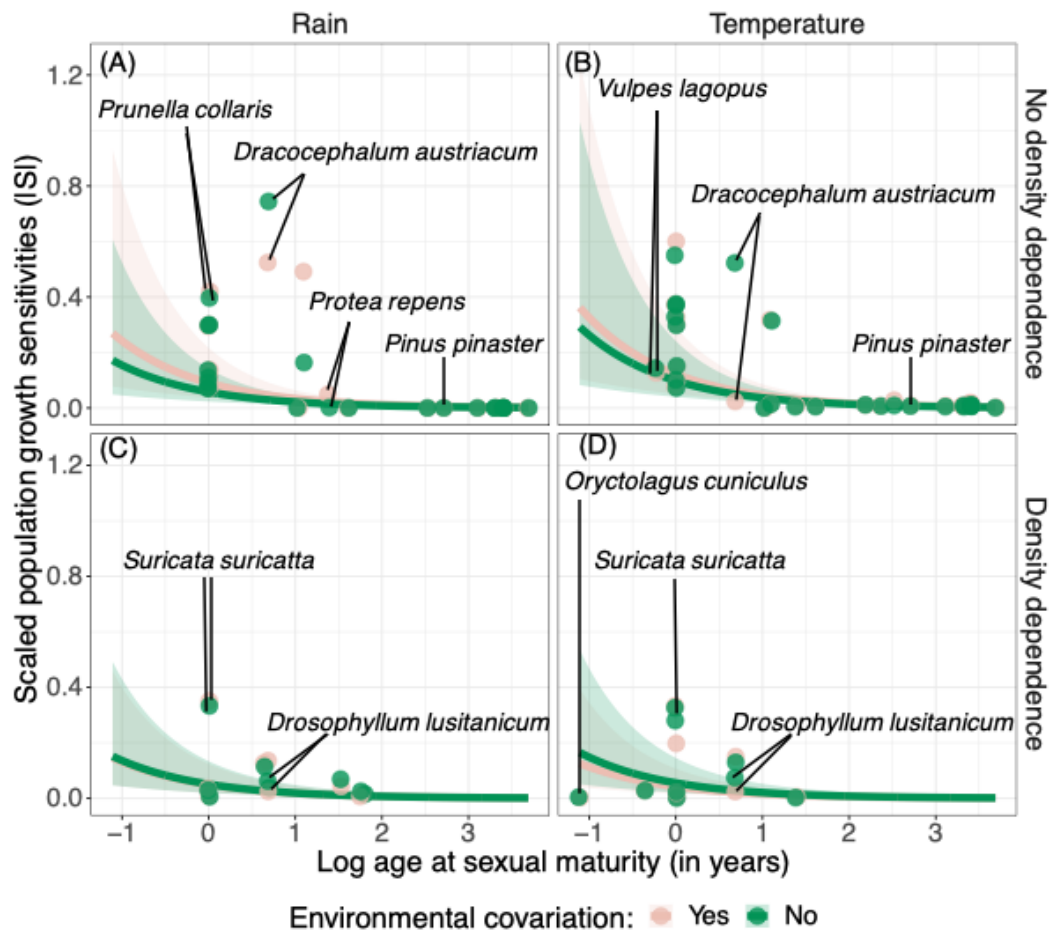 Rain
Temperature
(A)
(B)
Prunella collaris
Vulpes lagopus
Dracocephalum austriacum
Dracocephalum austriacum
Protea repens
Pinus pinaster
Pinus pinaster
No density dependence
1.2
0.8
0.4
0.0
Scaled population growth sensitivities (|S|)
(C)
(D)
Oryctolagus cuniculus
Suricata suricatta
Suricata suricatta
Drosophyllum lusitanicum
Drosophyllum lusitanicum
Density dependence
1.2
0.8
0.4
0.0
−1 0 1 2 3
−1 0 1 2 3
Log age at sexual maturity (in years)
Environmental covariation: Yes No